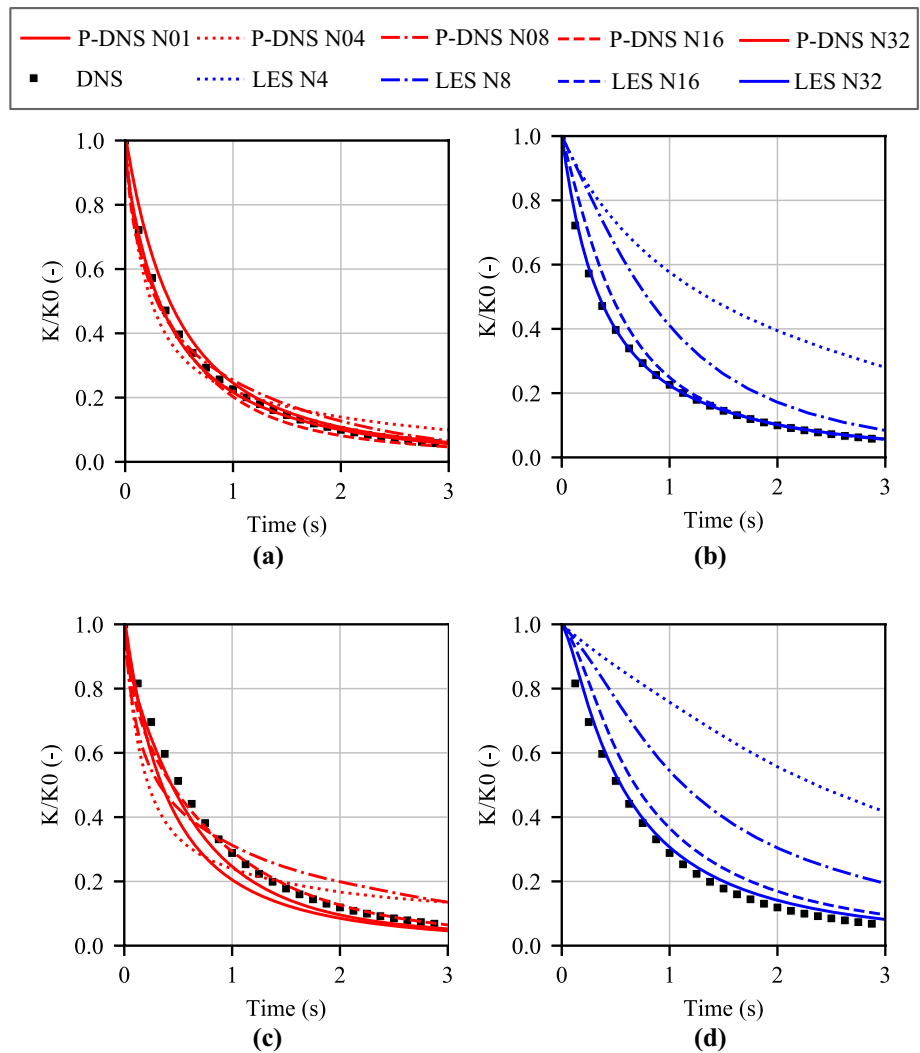 P-DNS N01 P-DNS N04 P-DNS N08 P-DNS N16 P-DNS N32
DNS LES N4 LES N8 LES N16 LES N32
1.0
0.8
0.6
0.4
0.2
0.0
K/K0 (-)
0 1 2 3
Time (s)
(a)
1.0
0.8
0.6
0.4
0.2
0.0
K/K0 (-)
0 1 2 3
Time (s)
(b)
1.0
0.8
0.6
0.4
0.2
0.0
K/K0 (-)
0 1 2 3
Time (s)
(c)
1.0
0.8
0.6
0.4
0.2
0.0
K/K0 (-)
0 1 2 3
Time (s)
(d)